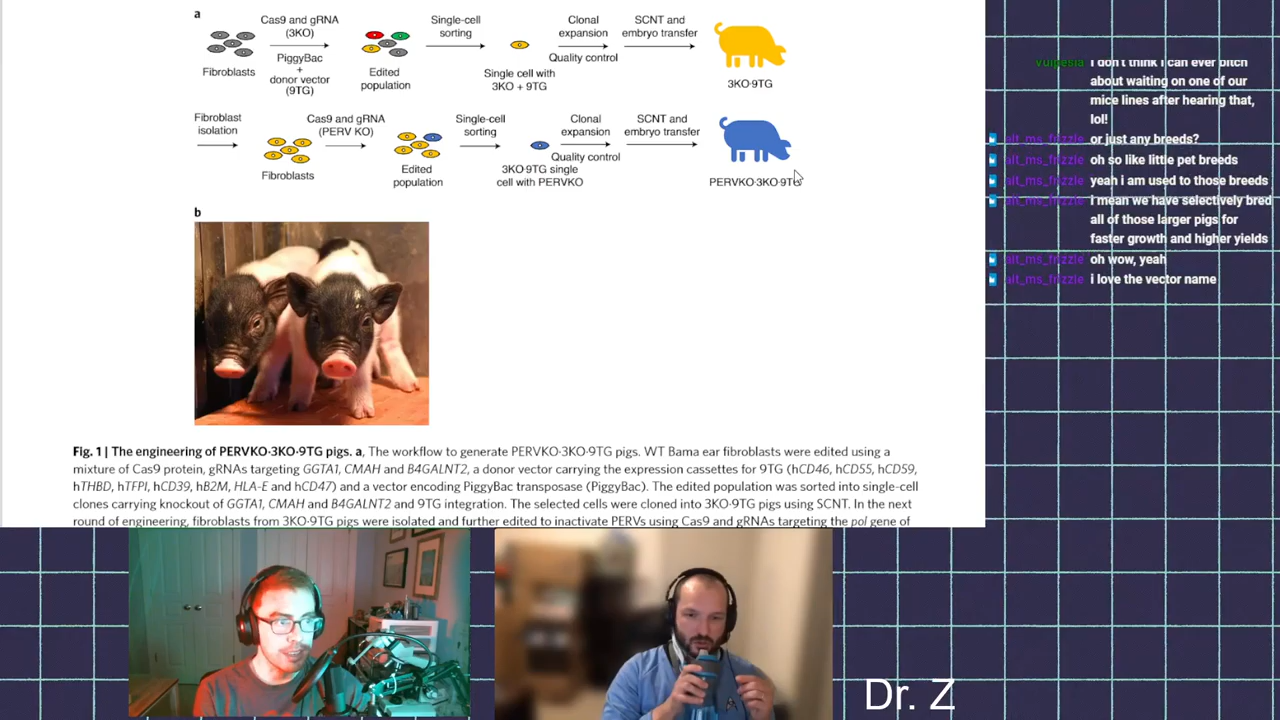 a
Cas9 and gRNA
(3KO)
PiggyBac
+
donor vector
(9TG)
Fibroblasts
Edited
population
Single-cell
sorting
Single cell with
3KO + 9TG
Clonal
expansion
Quality control
SCNT and
embryo transfer
3KO·9TG
Fibroblast
isolation
Fibroblasts
Cas9 and gRNA
(PERV KO)
Edited
population
Single-cell
sorting
3KO·9TG single
cell with PERVKO
Clonal
expansion
Quality control
SCNT and
embryo transfer
PERVKO·3KO·9TG
b
Fig. 1 | The engineering of PERVKO·3KO·9TG pigs. a, The workflow to generate PERVKO·3KO·9TG pigs. WT Bama ear fibroblasts were edited using a
mixture of Cas9 protein, gRNAs targeting GGTA1, CMAH and B4GALNT2, a donor vector carrying the expression cassettes for 9TG (hCD46, hCD55, hCD59,
hTHBD, hTFPI, hCD39, hB2M, HLA-E and hCD47) and a vector encoding PiggyBac transposase (PiggyBac). The edited population was sorted into single-cell
clones carrying knockout of GGTA1, CMAH and B4GALNT2 and 9TG integration. The selected cells were cloned into 3KO·9TG pigs using SCNT. In the next
round of engineering, fibroblasts from 3KO·9TG pigs were isolated and further edited to inactivate PERVs using Cas9 and gRNAs targeting the pol gene of
Vulpesia I don't think I can ever bitch
about waiting on one of our
mice lines after hearing that,
lol!
alt_ms_frizzle or just any breeds?
alt_ms_frizzle oh so like little pet breeds
alt_ms_frizzle yeah i am used to those breeds
alt_ms_frizzle i mean we have selectively bred
all of those larger pigs for
faster growth and higher yields
alt_ms_frizzle oh wow, yeah
alt_ms_frizzle i love the vector name
Dr. Z